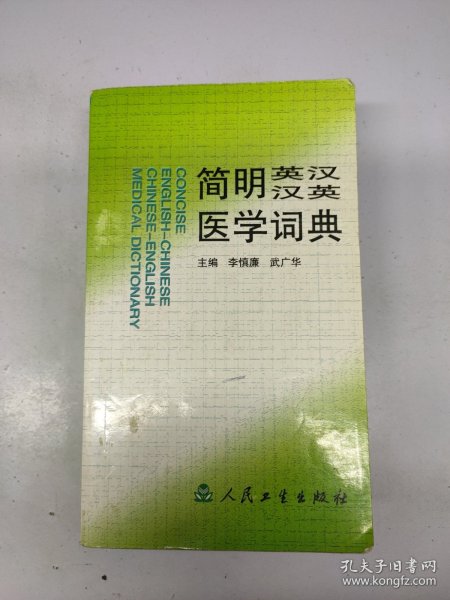 简明英汉汉英
医学词典
主编 李慎廉 武广华
CONCISE
ENGLISH-CHINESE
CHINESE-ENGLISH
MEDICAL DICTIONARY
人民卫生出版社
孔夫子旧书网
www.kongfz.com